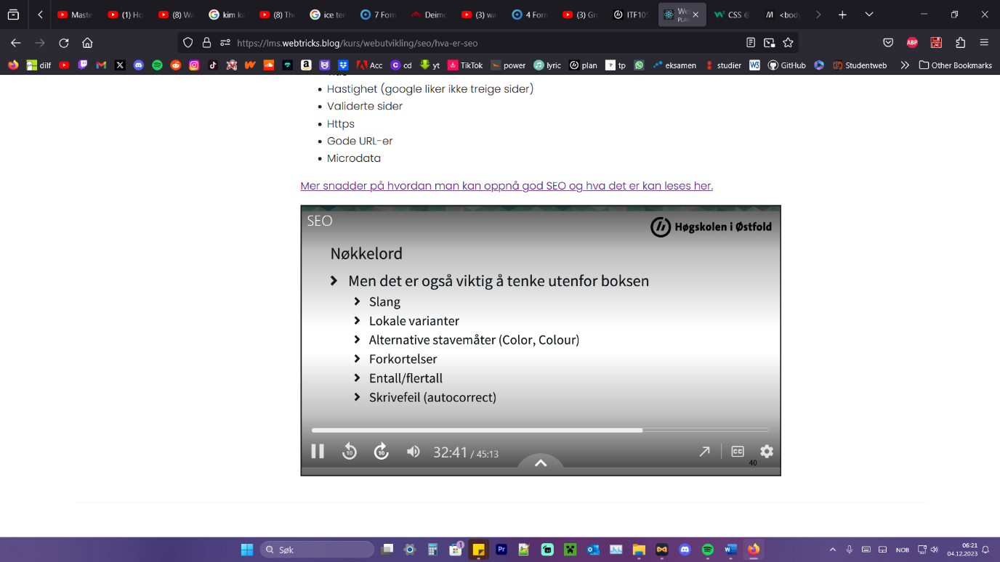 Maste
(1) Ho
(8) Wa
kim ka
(8) The
ice ter
7 Forn
Deimo
(3) wa
4 Forn
(3) Gr
ITF105
We
PLAY
CSS @
<body
https://lms.webtricks.blog/kurs/webutvikling/seo/hva-er-seo
ABP
dilf
Acc
cd
yt
TikTok
power
lyric
plan
tp
eksamen
studier
GitHub
Studentweb
Other Bookmarks
Hastighet (google liker ikke treige sider)
Validerte sider
Https
Gode URL-er
Microdata
Mer snadder på hvordan man kan oppnå god SEO og hva det er kan leses her.
SEO
Høgskolen i Østfold
Nøkkelord
Men det er også viktig å tenke utenfor boksen
Slang
Lokale varianter
Alternative stavemåter (Color, Colour)
Forkortelser
Entall/flertall
Skrivefeil (autocorrect)
10
10
32:41 / 45:13
CC
40
Søk
1
Pr
NOB
06:21
04.12.2023